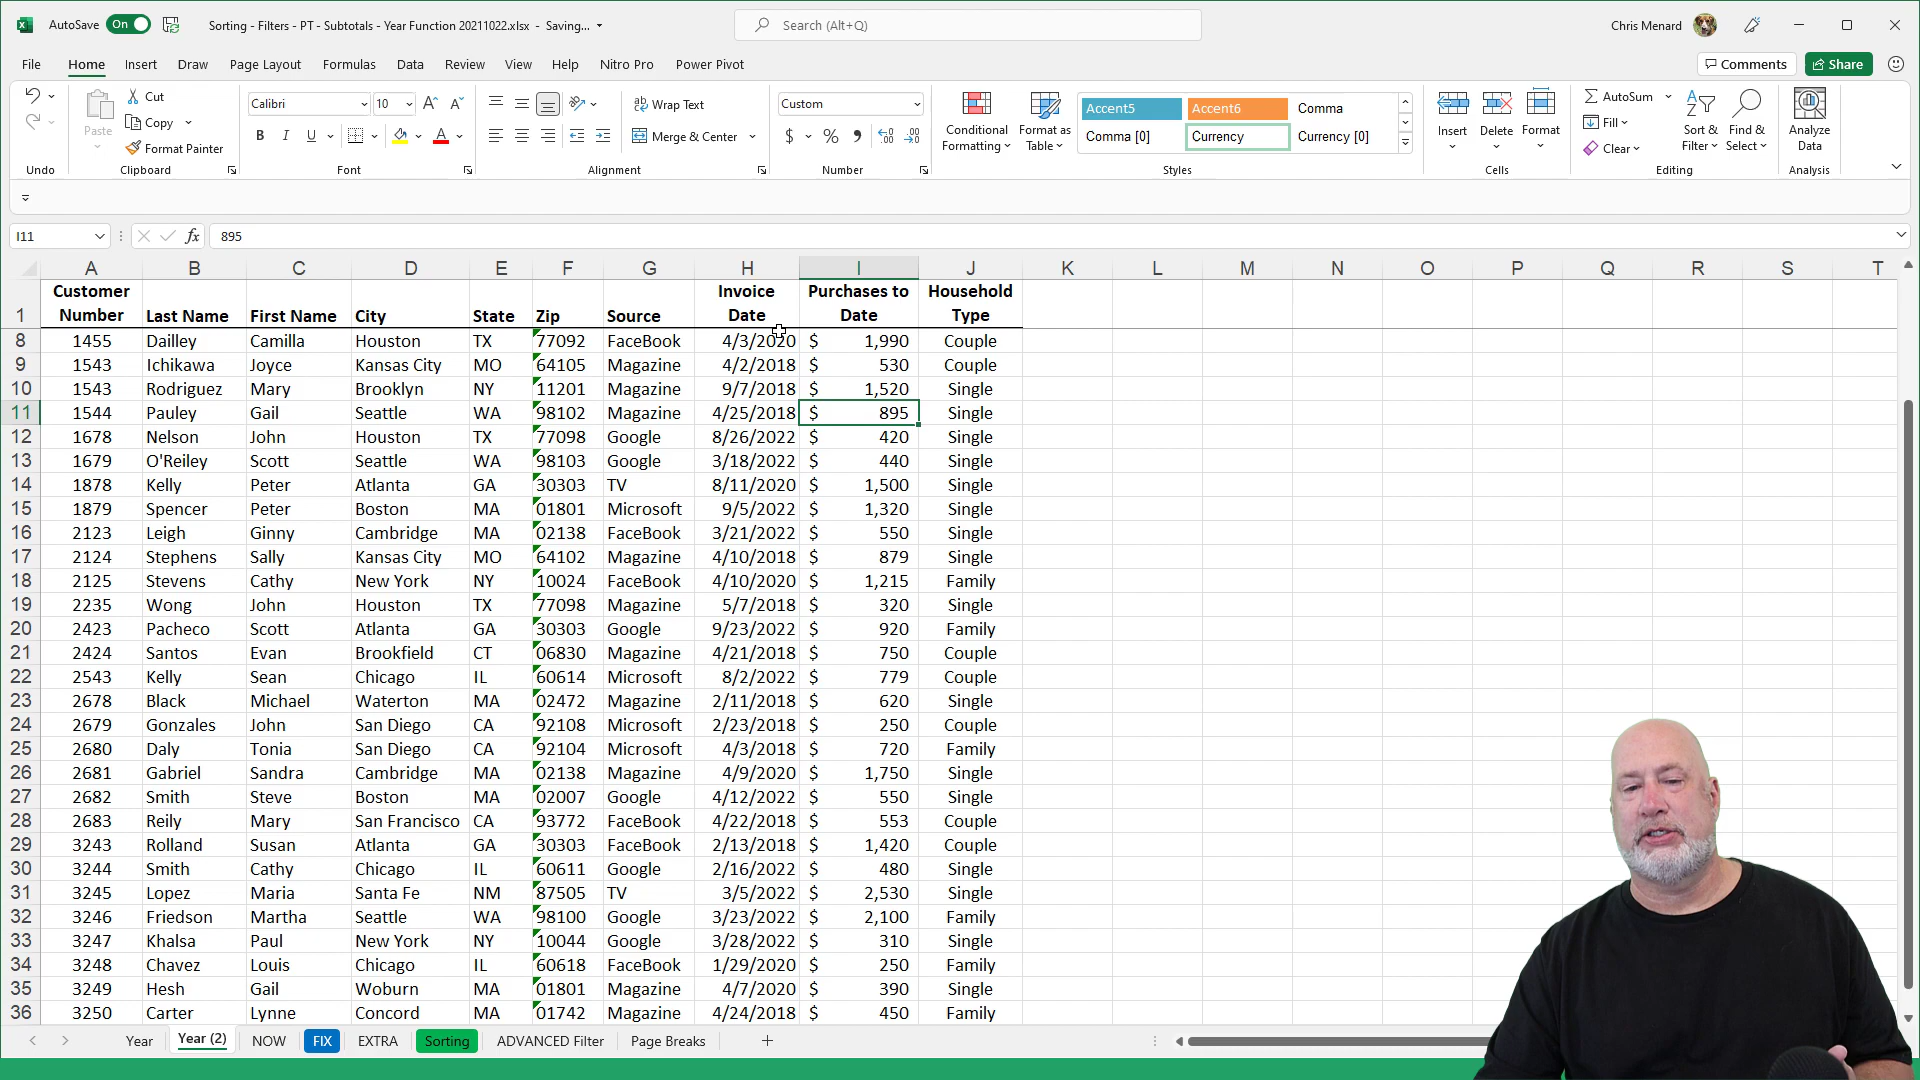 AutoSave On Sorting - Filters - PT - Subtotals - Year Function 20211022.xlsx - Saving... Search (Alt+Q) Chris Menard
File Home Insert Draw Page Layout Formulas Data Review View Help Nitro Pro Power Pivot Comments Share
Paste Cut Copy Format Painter
Calibri 10
B I U A
Wrap Text
Merge & Center
Custom
$ % 9
Conditional Formatting Format as Table
Accent5 Accent6 Comma
Comma [0] Currency Currency [0]
Insert Delete Format
AutoSum Fill Clear
Sort & Filter Find & Select Analyze Data
Undo Clipboard Font Alignment Number Styles Cells Editing Analysis
I11 fx 895
A B C D E F G H I J K L M N O P Q R S T
1 Customer Number Last Name First Name City State Zip Source Invoice Date Purchases to Date Household Type
8 1455 Dailley Camilla Houston TX 77092 FaceBook 4/3/2020 $ 1,990 Couple
9 1543 Ichikawa Joyce Kansas City MO 64105 Magazine 4/2/2018 $ 530 Couple
10 1543 Rodriguez Mary Brooklyn NY 11201 Magazine 9/7/2018 $ 1,520 Single
11 1544 Pauley Gail Seattle WA 98102 Magazine 4/25/2018 $ 895 Single
12 1678 Nelson John Houston TX 77098 Google 8/26/2022 $ 420 Single
13 1679 O'Reiley Scott Seattle WA 98103 Google 3/18/2022 $ 440 Single
14 1878 Kelly Peter Atlanta GA 30303 TV 8/11/2020 $ 1,500 Single
15 1879 Spencer Peter Boston MA 01801 Microsoft 9/5/2022 $ 1,320 Single
16 2123 Leigh Ginny Cambridge MA 02138 FaceBook 3/21/2022 $ 550 Single
17 2124 Stephens Sally Kansas City MO 64102 Magazine 4/10/2018 $ 879 Single
18 2125 Stevens Cathy New York NY 10024 FaceBook 4/10/2020 $ 1,215 Family
19 2235 Wong John Houston TX 77098 Magazine 5/7/2018 $ 320 Single
20 2423 Pacheco Scott Atlanta GA 30303 Google 9/23/2022 $ 920 Family
21 2424 Santos Evan Brookfield CT 06830 Magazine 4/21/2018 $ 750 Couple
22 2543 Kelly Sean Chicago IL 60614 Microsoft 8/2/2022 $ 779 Couple
23 2678 Black Michael Waterton MA 02472 Magazine 2/11/2018 $ 620 Single
24 2679 Gonzales John San Diego CA 92108 Microsoft 2/23/2018 $ 250 Couple
25 2680 Daly Tonia San Diego CA 92104 Microsoft 4/3/2018 $ 720 Family
26 2681 Gabriel Sandra Cambridge MA 02138 Magazine 4/9/2020 $ 1,750 Single
27 2682 Smith Steve Boston MA 02007 Google 4/12/2022 $ 550 Single
28 2683 Reily Mary San Francisco CA 93772 FaceBook 4/22/2018 $ 553 Couple
29 3243 Rolland Susan Atlanta GA 30303 FaceBook 2/13/2018 $ 1,420 Couple
30 3244 Smith Cathy Chicago IL 60611 Google 2/16/2022 $ 480 Single
31 3245 Lopez Maria Santa Fe NM 87505 TV 3/5/2022 $ 2,530 Single
32 3246 Friedson Martha Seattle WA 98100 Google 3/23/2022 $ 2,100 Family
33 3247 Khalsa Paul New York NY 10044 Google 3/28/2022 $ 310 Single
34 3248 Chavez Louis Chicago IL 60618 FaceBook 1/29/2020 $ 250 Family
35 3249 Hesh Gail Woburn MA 01801 Magazine 4/7/2020 $ 390 Single
36 3250 Carter Lynne Concord MA 01742 Magazine 4/24/2018 $ 450 Family
Year Year (2) NOW FIX EXTRA Sorting ADVANCED Filter Page Breaks